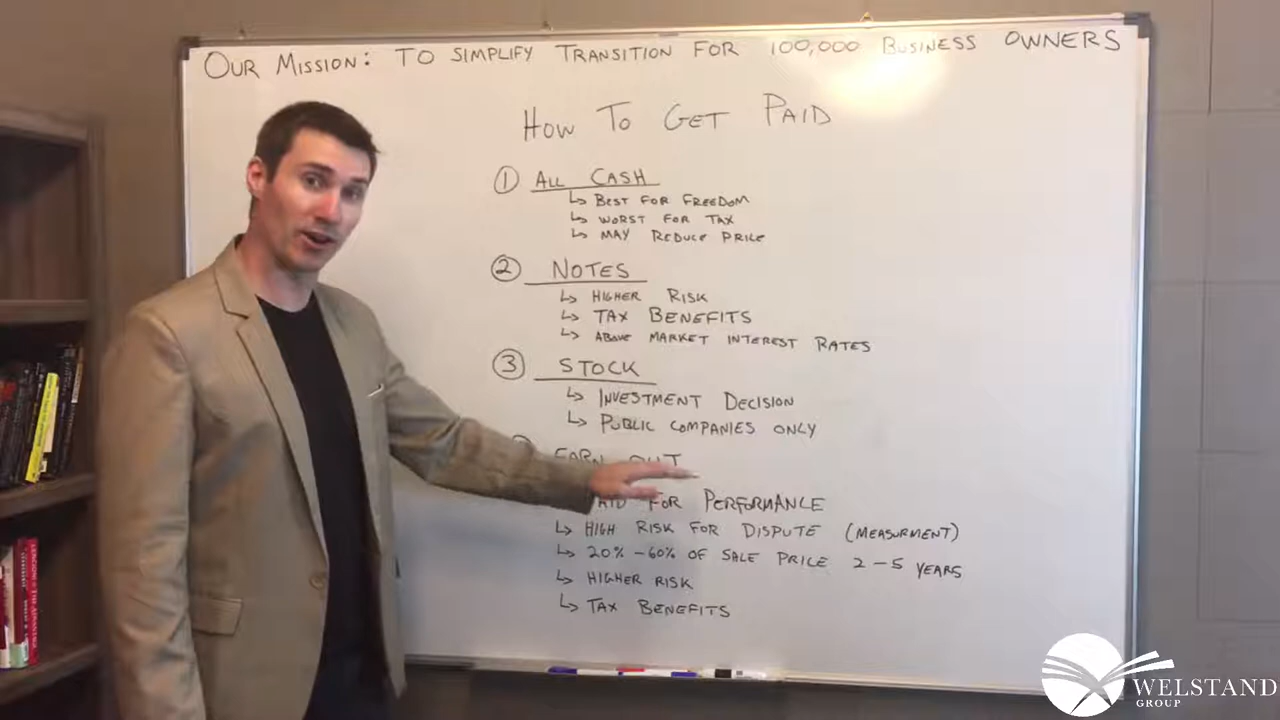 OUR MISSION: TO SIMPLIFY TRANSITION FOR 100,000 BUSINESS OWNERS
HOW TO GET PAID
① ALL CASH
↳ BEST FOR FREEDOM
↳ WORST FOR TAX
↳ MAY REDUCE PRICE
② NOTES
↳ HIGHER RISK
↳ TAX BENEFITS
↳ ABOVE MARKET INTEREST RATES
③ STOCK
↳ INVESTMENT DECISION
↳ PUBLIC COMPANIES ONLY
EARN OUT
PAID FOR PERFORMANCE
↳ HIGH RISK FOR DISPUTE (MEASURMENT)
↳ 20% - 60% OF SALE PRICE 2 - 5 YEARS
↳ HIGHER RISK
↳ TAX BENEFITS
WELSTAND
GROUP